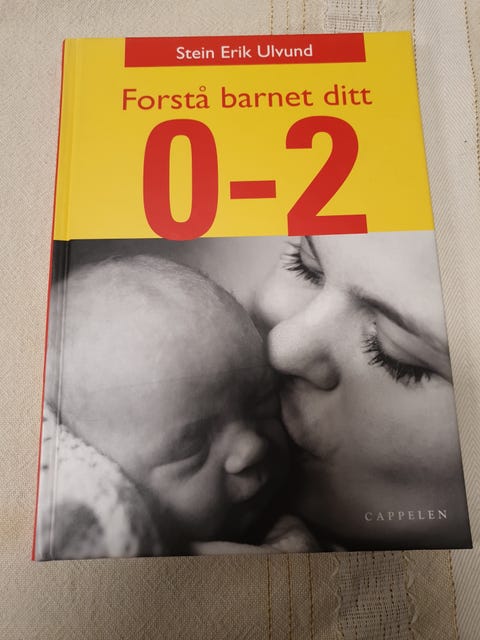 Stein Erik Ulvund
Forstå barnet ditt
0-2
CAPPELEN